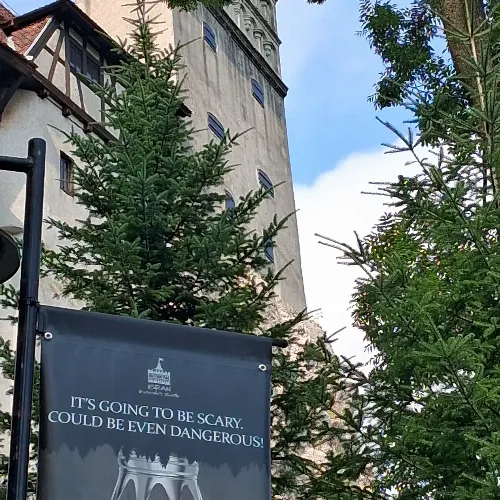 BRAN
IT'S GOING TO BE SCARY.
COULD BE EVEN DANGEROUS!